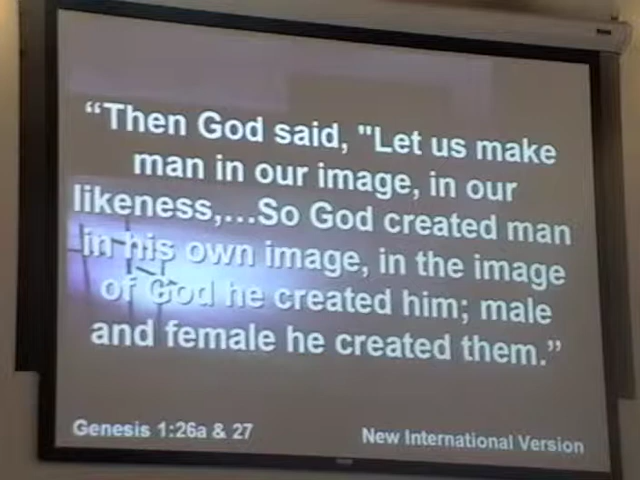 “Then God said, "Let us make
man in our image, in our
likeness,...So God created man
in his own image, in the image
of God he created him; male
and female he created them.”
Genesis 1:26a & 27
New International Version